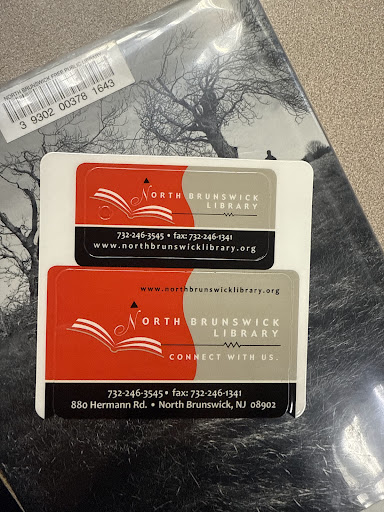 NORTH BRUNSWICK FREE PUBLIC LIBRARY
3 9302 00378 1643
NORTH BRUNSWICK
LIBRARY
732-246-3545 • fax: 732-246-1341
www.northbrunswicklibrary.org
www.northbrunswicklibrary.org
NORTH BRUNSWICK
LIBRARY
CONNECT WITH US.
732-246-3545 • fax: 732-246-1341
880 Hermann Rd. • North Brunswick, NJ 08902